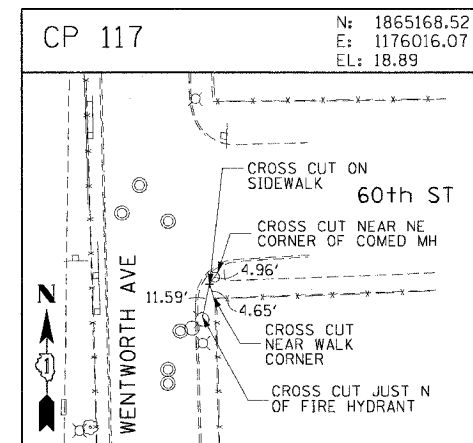 CP 117
N: 1865168.52
E: 1176016.07
EL: 18.89
CROSS CUT ON
SIDEWALK
60th ST
CROSS CUT NEAR NE
CORNER OF COMED MH
4.96'
11.59'
4.65'
N
1
WENTWORTH AVE
CROSS CUT
NEAR WALK
CORNER
CROSS CUT JUST N
OF FIRE HYDRANT